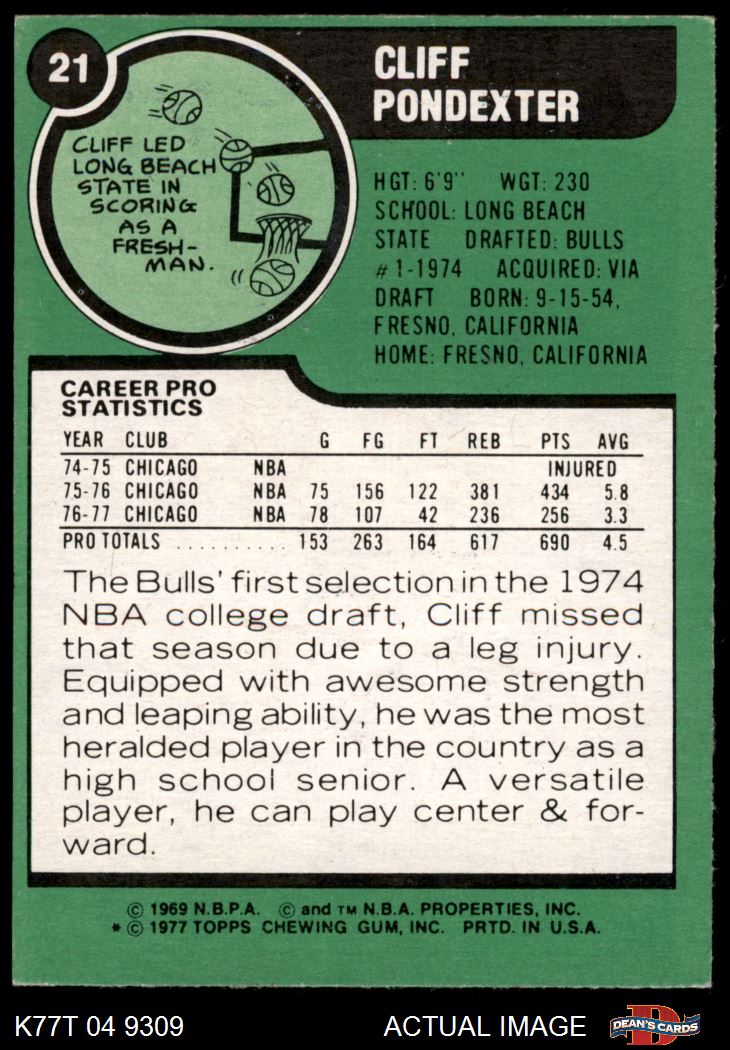 21
CLIFF
PONDEXTER
CLIFF LED
LONG BEACH
STATE IN
SCORING
AS A
FRESH-
MAN.
HGT: 6'9" WGT: 230
SCHOOL: LONG BEACH
STATE DRAFTED: BULLS
#1-1974 ACQUIRED: VIA
DRAFT BORN: 9-15-54,
FRESNO, CALIFORNIA
HOME: FRESNO, CALIFORNIA
CAREER PRO
STATISTICS
YEAR CLUB G FG FT REB PTS AVG
74-75 CHICAGO NBA INJURED
75-76 CHICAGO NBA 75 156 122 381 434 5.8
76-77 CHICAGO NBA 78 107 42 236 256 3.3
PRO TOTALS .......... 153 263 164 617 690 4.5
The Bulls' first selection in the 1974
NBA college draft, Cliff missed
that season due to a leg injury.
Equipped with awesome strength
and leaping ability, he was the most
heralded player in the country as a
high school senior. A versatile
player, he can play center & for-
ward.
© 1969 N.B.P.A. © and TM N.B.A. PROPERTIES, INC.
* © 1977 TOPPS CHEWING GUM, INC. PRTD. IN U.S.A.
K77T 04 9309
ACTUAL IMAGE
D
DEAN'S CARDS